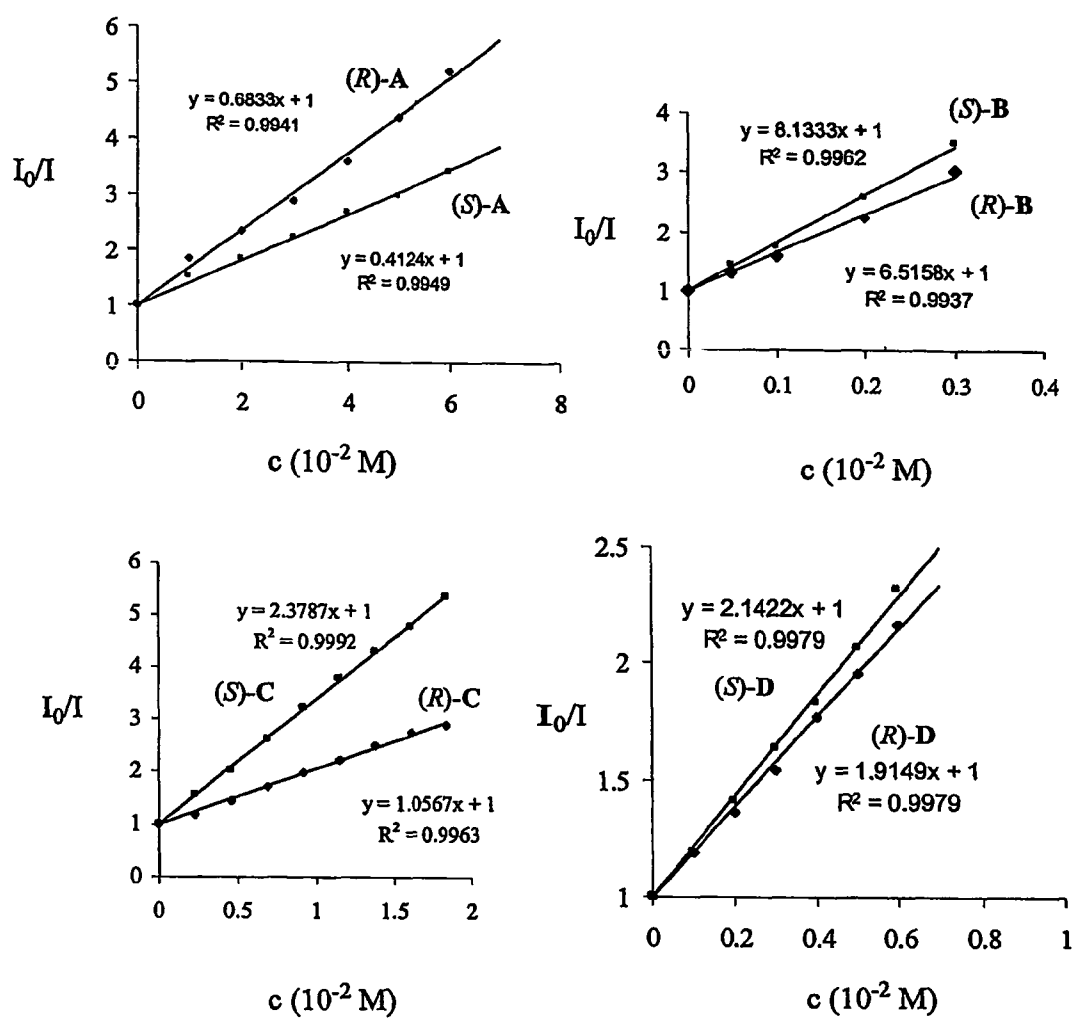 6
5
4
3
2
1
0
I₀/I
(R)-A
y = 0.6833x + 1
R² = 0.9941
(S)-A
y = 0.4124x + 1
R² = 0.9949
0 2 4 6 8
c (10⁻² M)
4
3
2
1
0
I₀/I
(S)-B
y = 8.1333x + 1
R² = 0.9962
(R)-B
y = 6.5158x + 1
R² = 0.9937
0 0.1 0.2 0.3 0.4
c (10⁻² M)
6
5
4
3
2
1
0
I₀/I
y = 2.3787x + 1
R² = 0.9992
(S)-C
(R)-C
y = 1.0567x + 1
R² = 0.9963
0 0.5 1 1.5 2
c (10⁻² M)
2.5
2
1.5
1
I₀/I
y = 2.1422x + 1
R² = 0.9979
(S)-D
(R)-D
y = 1.9149x + 1
R² = 0.9979
0 0.2 0.4 0.6 0.8 1
c (10⁻² M)